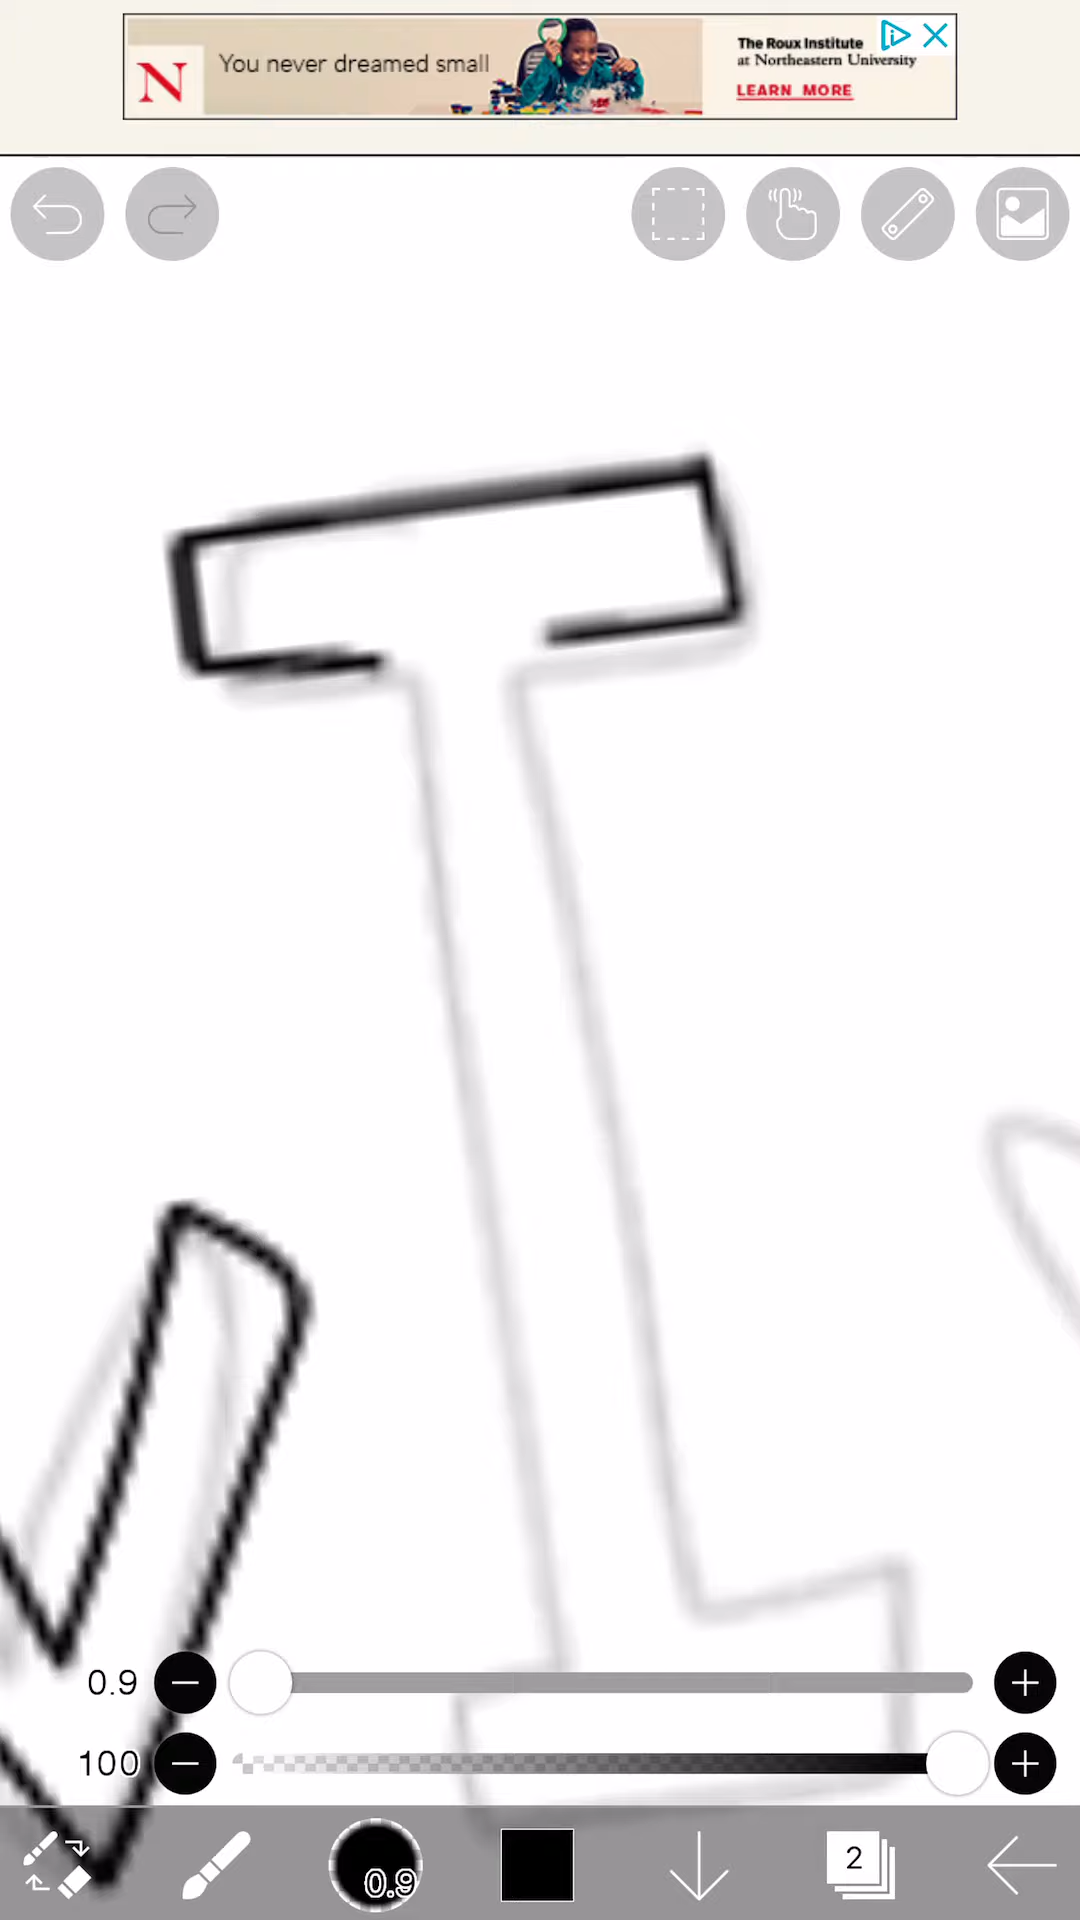 N
You never dreamed small
The Roux Institute
at Northeastern University
LEARN MORE
I
0.9
100
0.9
2